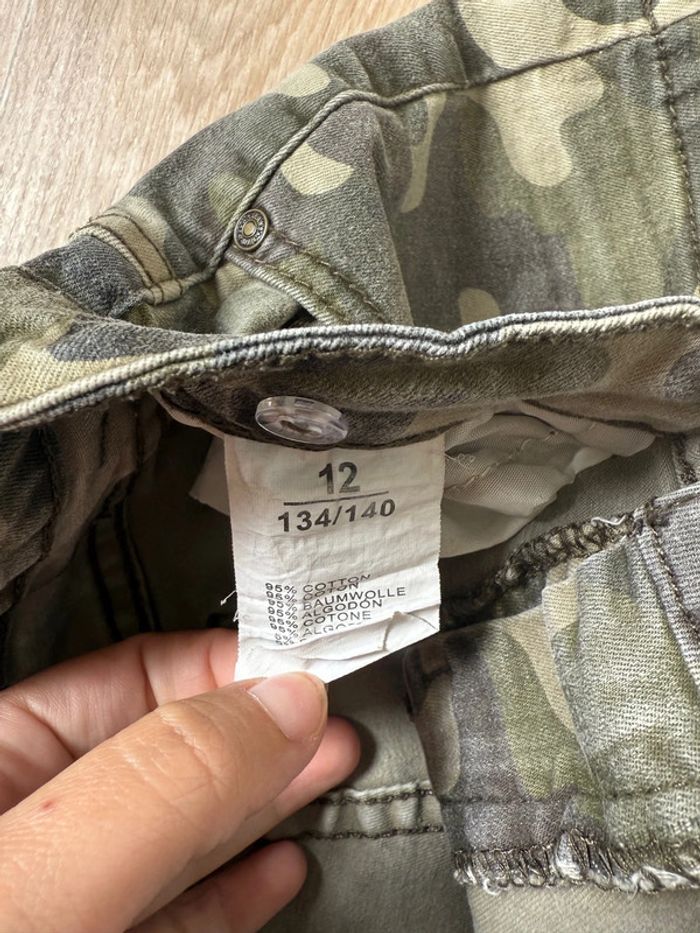 12
134/140
95% COTTON
95% COTON
95% BAUMWOLLE
95% ALGODÓN
95% COTONE